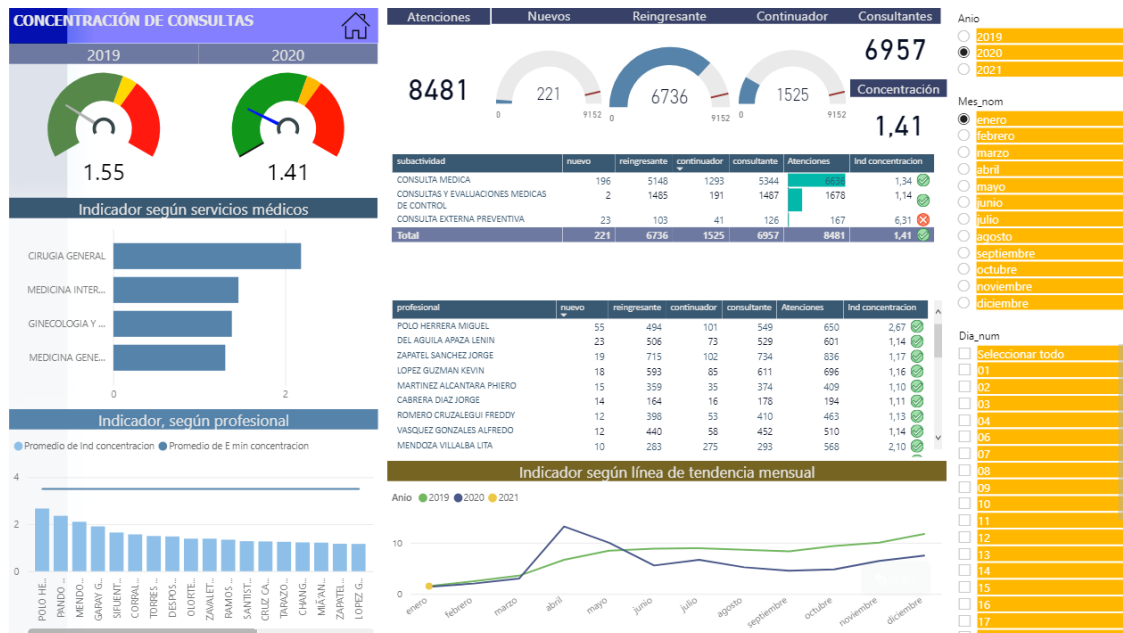 CONCENTRACIÓN DE CONSULTAS
2019 2020
1.55 1.41
Indicador según servicios médicos
CIRUGIA GENERAL
MEDICINA INTER...
GINECOLOGIA Y ...
MEDICINA GENE...
0 2
Indicador, según profesional
Promedio de Ind concentracion Promedio de E min concentracion
4
2
0
POLO HE...
PANDO ...
MENDO...
GARAY G...
SIFUENT...
CORRAL...
TORRES ...
DESPOS...
OLORTE...
ZAVALET...
RAMOS ...
SANTIST...
CRUZ CA...
TARAZO...
CHANG...
MIÃ'AN...
ZAPATEL...
LOPEZ G...
Atenciones Nuevos Reingresante Continuador Consultantes
8481
221
0 9152
6736
0 9152
1525
0 9152
6957
Concentración
1,41
subactividad nuevo reingresante continuador consultante Atenciones Ind concentracion
CONSULTA MEDICA 196 5148 1293 5344 6636 1,34
CONSULTAS Y EVALUACIONES MEDICAS 2 1485 191 1487 1678 1,14
DE CONTROL
CONSULTA EXTERNA PREVENTIVA 23 103 41 126 167 6,31
Total 221 6736 1525 6957 8481 1,41
profesional nuevo reingresante continuador consultante Atenciones Ind concentracion
POLO HERRERA MIGUEL 55 494 101 549 650 2,67
DEL AGUILA APAZA LENIN 23 506 73 529 601 1,14
ZAPATEL SANCHEZ JORGE 19 715 102 734 836 1,17
LOPEZ GUZMAN KEVIN 18 593 85 611 696 1,16
MARTINEZ ALCANTARA PHIERO 15 359 35 374 409 1,10
CABRERA DIAZ JORGE 14 164 16 178 194 1,11
ROMERO CRUZALEGUI FREDDY 12 398 53 410 463 1,13
VASQUEZ GONZALES ALFREDO 12 440 58 452 510 1,14
MENDOZA VILLALBA LITA 10 283 275 293 568 2,10
Indicador según línea de tendencia mensual
Anio 2019 2020 2021
10
0
enero febrero marzo abril mayo junio julio agosto septiembre octubre noviembre diciembre
Anio
2019
2020
2021
Mes_nom
enero
febrero
marzo
abril
mayo
junio
julio
agosto
septiembre
octubre
noviembre
diciembre
Dia_num
Seleccionar todo
01
02
03
04
06
07
08
09
10
11
12
13
14
15
16
17